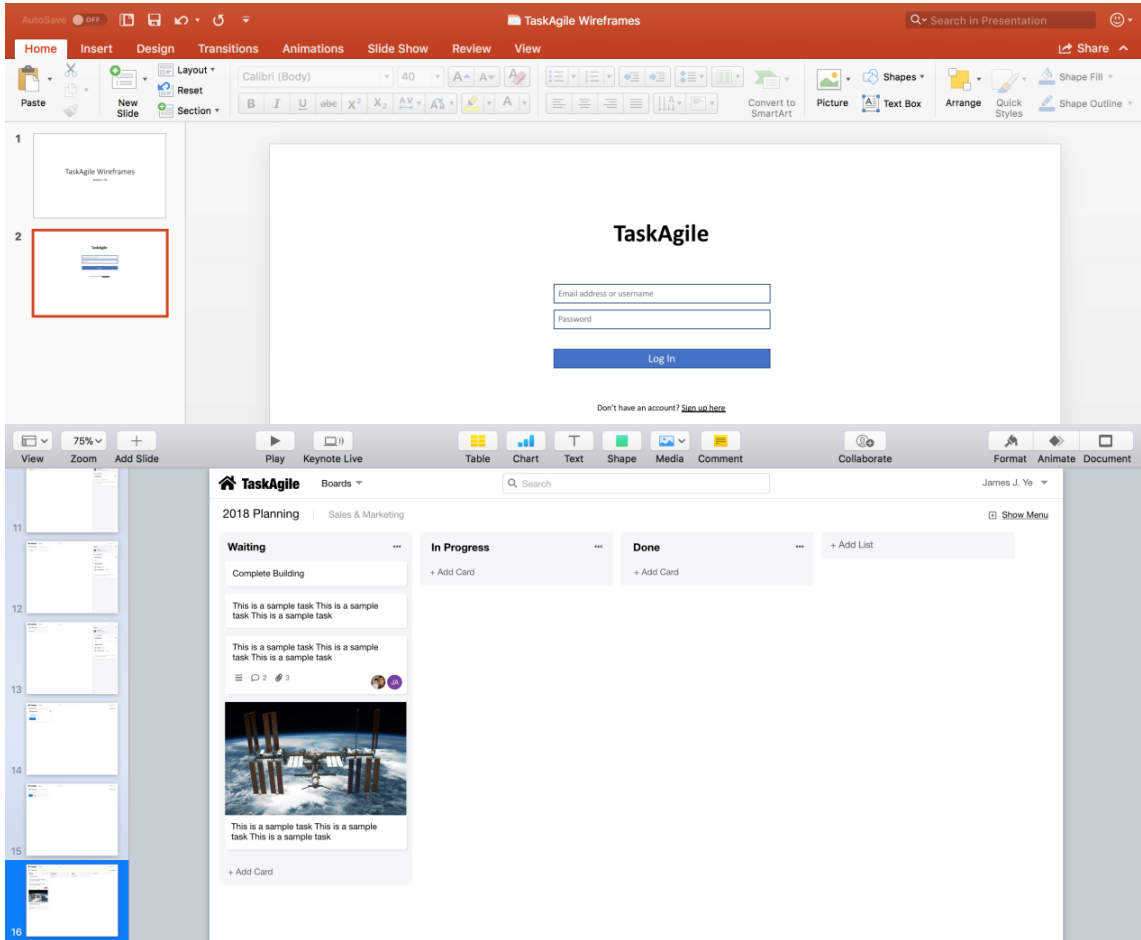 AutoSave OFF TaskAgile Wireframes Search in Presentation
Home Insert Design Transitions Animations Slide Show Review View Share
Paste New Slide Layout Reset Section Calibri (Body) 40 Convert to SmartArt Picture Shapes Text Box Arrange Quick Styles Shape Fill Shape Outline
B I U abc X² X₂ AV Aa A
1
TaskAgile Wireframes
2
TaskAgile
TaskAgile
Email address or username
Password
Log In
Don't have an account? Sign up here
75%
View Zoom Add Slide Play Keynote Live Table Chart Text Shape Media Comment Collaborate Format Animate Document
TaskAgile Boards Search James J. Ye
2018 Planning Sales & Marketing Show Menu
Waiting ... In Progress ... Done ... + Add List
Complete Building + Add Card + Add Card
This is a sample task This is a sample
task This is a sample task
This is a sample task This is a sample
task This is a sample task
2 3 JA
This is a sample task This is a sample
task This is a sample task
+ Add Card
11
12
13
14
15
16